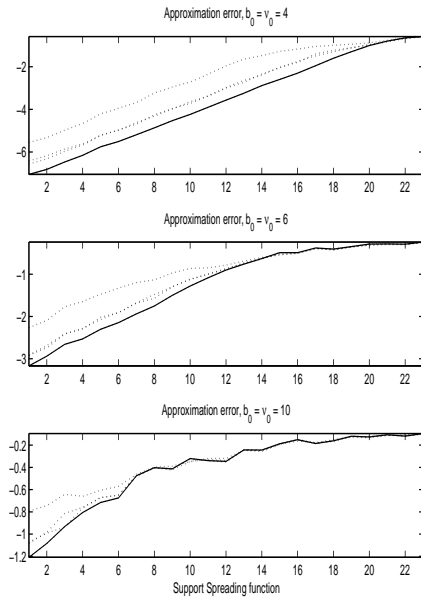 Approximation error, b₀ = ν₀ = 4
−2
−4
−6
2 4 6 8 10 12 14 16 18 20 22
Approximation error, b₀ = ν₀ = 6
−1
−2
−3
2 4 6 8 10 12 14 16 18 20 22
Approximation error, b₀ = ν₀ = 10
−0.2
−0.4
−0.6
−0.8
−1
−1.2
2 4 6 8 10 12 14 16 18 20 22
Support Spreading function